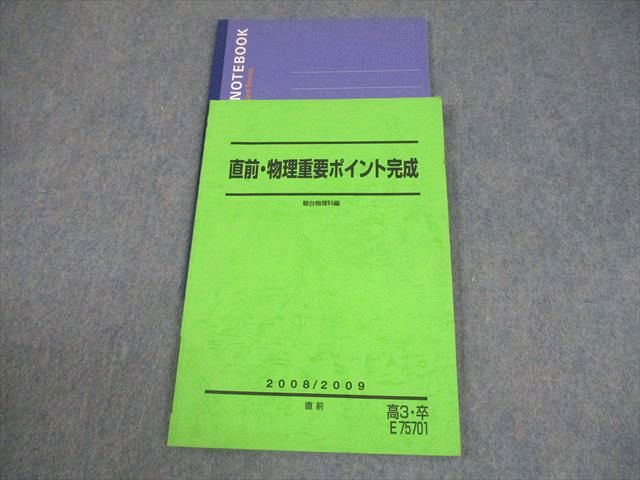 NOTEBOOK
直前・物理重要ポイント完成
駿台物理科編
2008/2009
直前
高3・卒
E75701